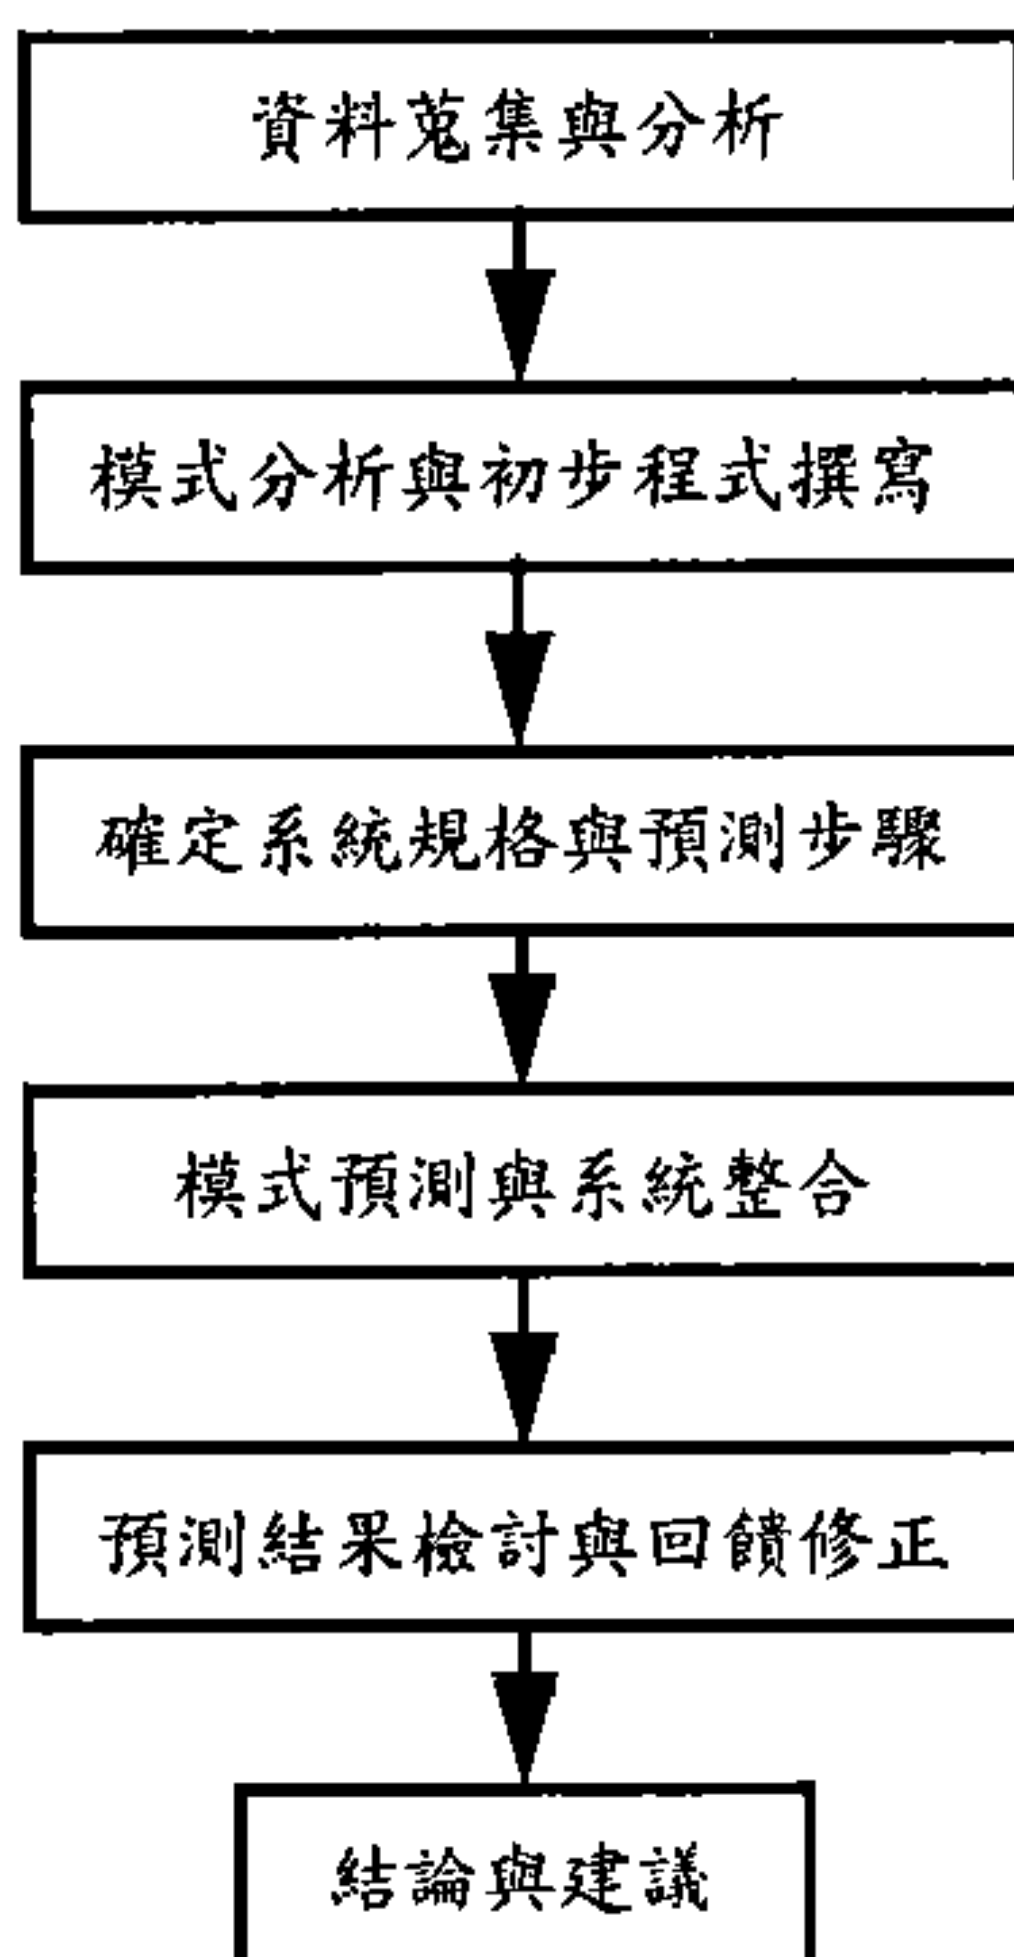 資料蒐集與分析
模式分析與初步程式撰寫
確定系統規格與預測步驟
模式預測與系統整合
預測結果檢討與回饋修正
結論與建議